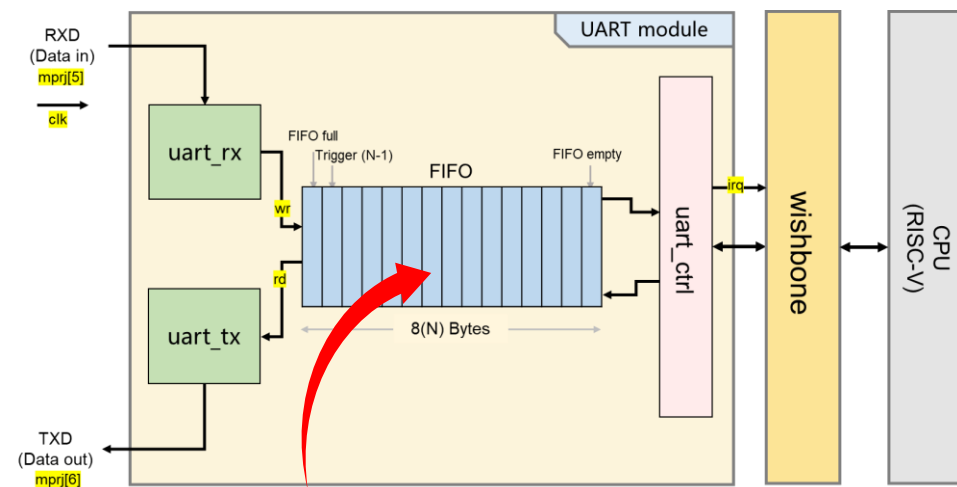 RXD
(Data in)
mprj[5]
clk
UART module
uart_rx
FIFO full
Trigger (N-1)
FIFO
FIFO empty
wr
rd
8(N) Bytes
uart_tx
uart_ctrl
irq
wishbone
CPU
(RISC-V)
TXD
(Data out)
mprj[6]